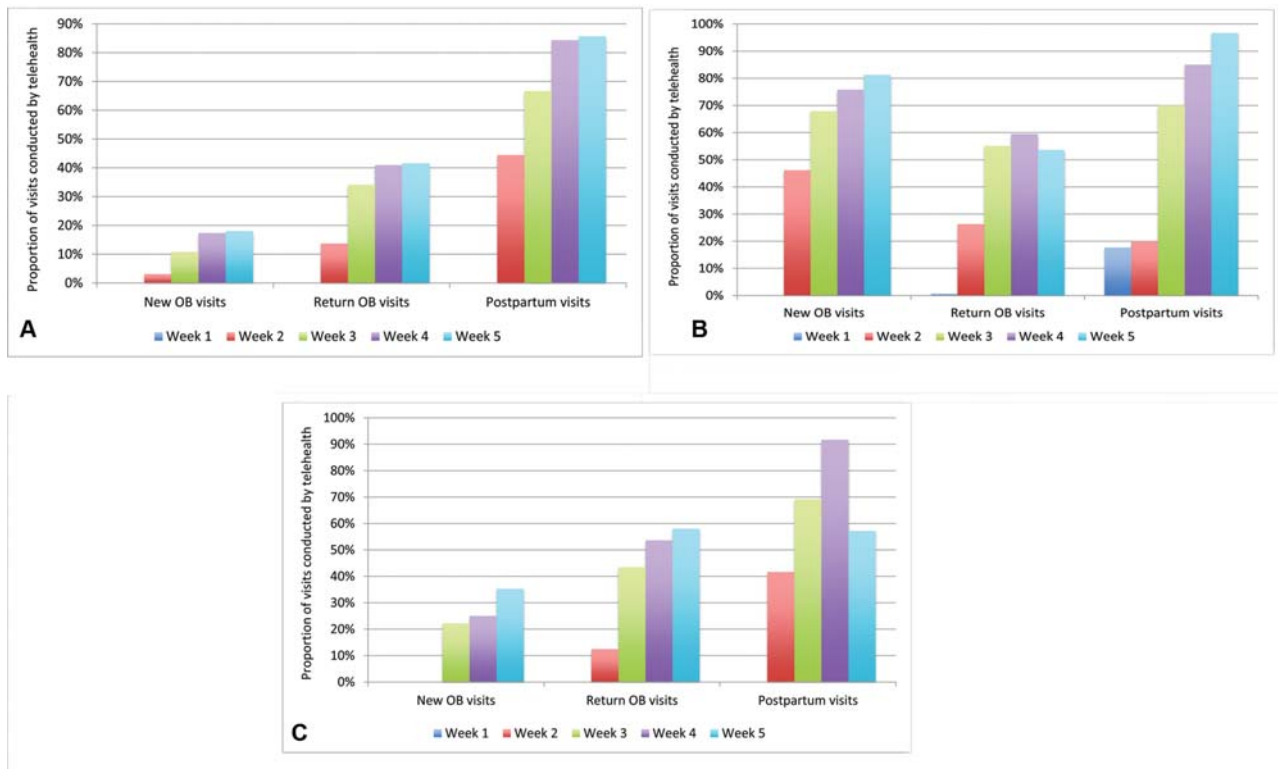 Proportion of visits conducted by telehealth
90%
80%
70%
60%
50%
40%
30%
20%
10%
0%
New OB visits Return OB visits Postpartum visits
A
Week 1 Week 2 Week 3 Week 4 Week 5
Proportion of visits conducted by telehealth
100%
90%
80%
70%
60%
50%
40%
30%
20%
10%
0%
New OB visits Return OB visits Postpartum visits
B
Week 1 Week 2 Week 3 Week 4 Week 5
Proportion of visits conducted by telehealth
100%
90%
80%
70%
60%
50%
40%
30%
20%
10%
0%
New OB visits Return OB visits Postpartum visits
C
Week 1 Week 2 Week 3 Week 4 Week 5